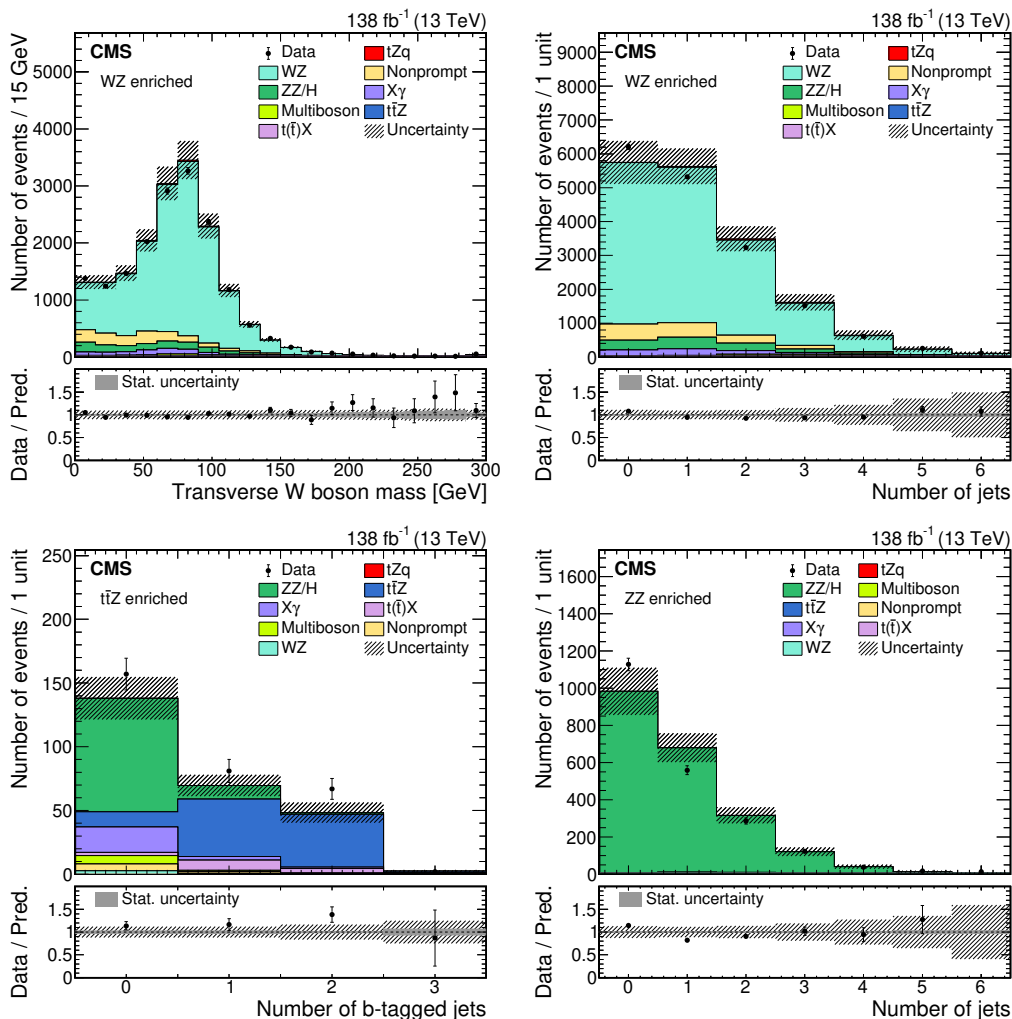 138 fb⁻¹ (13 TeV)
CMS
WZ enriched
Data
WZ
ZZ/H
Multiboson
t(t̄)X
tZq
Nonprompt
Xγ
tt̄Z
Uncertainty
Number of events / 15 GeV
5000
4000
3000
2000
1000
0
Data / Pred.
Stat. uncertainty
1.5
1
0.5
0
0 50 100 150 200 250 300
Transverse W boson mass [GeV]
138 fb⁻¹ (13 TeV)
CMS
WZ enriched
Data
WZ
ZZ/H
Multiboson
t(t̄)X
tZq
Nonprompt
Xγ
tt̄Z
Uncertainty
Number of events / 1 unit
9000
8000
7000
6000
5000
4000
3000
2000
1000
0
Data / Pred.
Stat. uncertainty
1.5
1
0.5
0
0 1 2 3 4 5 6
Number of jets
138 fb⁻¹ (13 TeV)
CMS
tt̄Z enriched
Data
ZZ/H
Xγ
Multiboson
WZ
tZq
tt̄Z
t(t̄)X
Nonprompt
Uncertainty
Number of events / 1 unit
250
200
150
100
50
0
Data / Pred.
Stat. uncertainty
1.5
1
0.5
0
0 1 2 3
Number of b-tagged jets
138 fb⁻¹ (13 TeV)
CMS
ZZ enriched
Data
ZZ/H
tt̄Z
Xγ
WZ
tZq
Multiboson
Nonprompt
t(t̄)X
Uncertainty
Number of events / 1 unit
1600
1400
1200
1000
800
600
400
200
0
Data / Pred.
Stat. uncertainty
1.5
1
0.5
0
0 1 2 3 4 5 6
Number of jets